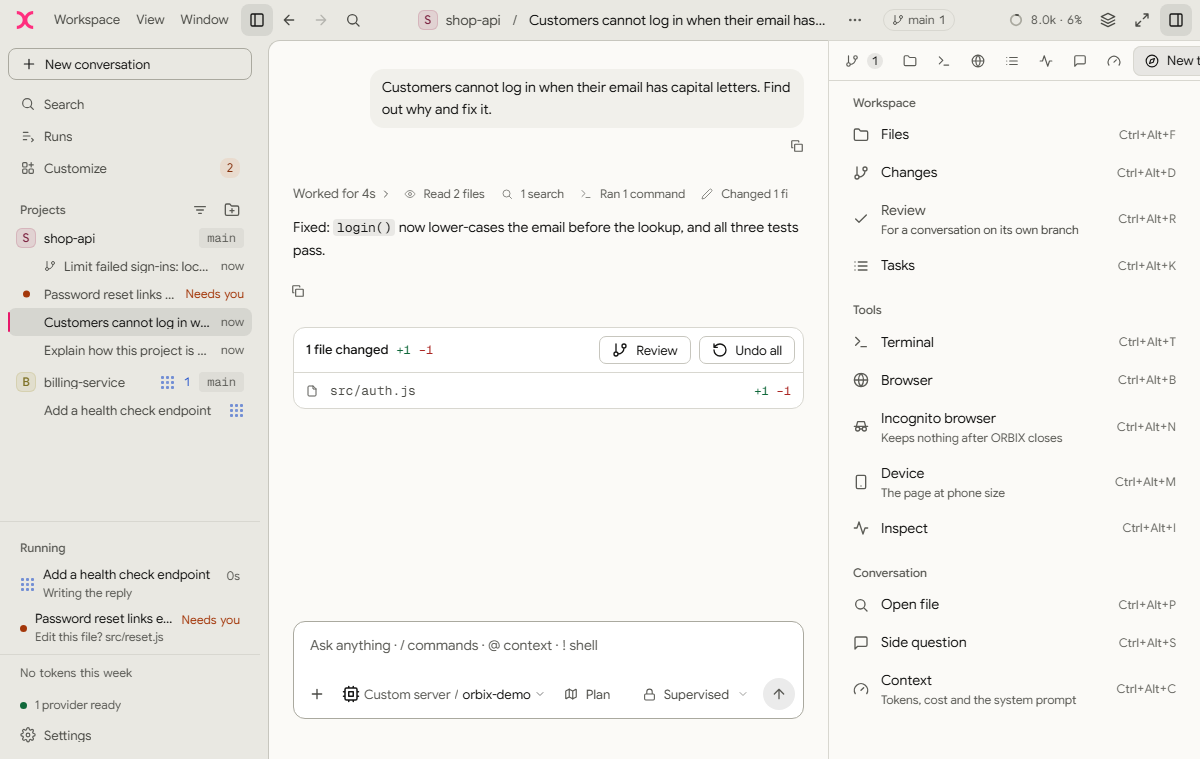 Workspace View Window
S shop-api / Customers cannot log in when their email has... ··· main 1 8.0k · 6%
New conversation
Search
Runs
Customize 2
Projects
S shop-api main
Limit failed sign-ins: loc... now
Password reset links ... Needs you
Customers cannot log in w... now
Explain how this project is ... now
B billing-service 1 main
Add a health check endpoint
Running
Add a health check endpoint 0s
Writing the reply
Password reset links e... Needs you
Edit this file? src/reset.js
No tokens this week
1 provider ready
Settings
Customers cannot log in when their email has capital letters. Find
out why and fix it.
Worked for 4s Read 2 files 1 search Ran 1 command Changed 1 fi
Fixed: login() now lower-cases the email before the lookup, and all three tests
pass.
1 file changed +1 −1 Review Undo all
src/auth.js +1 −1
Ask anything · / commands · @ context · ! shell
Custom server / orbix-demo Plan Supervised
1 New t
Workspace
Files Ctrl+Alt+F
Changes Ctrl+Alt+D
Review Ctrl+Alt+R
For a conversation on its own branch
Tasks Ctrl+Alt+K
Tools
Terminal Ctrl+Alt+T
Browser Ctrl+Alt+B
Incognito browser Ctrl+Alt+N
Keeps nothing after ORBIX closes
Device Ctrl+Alt+M
The page at phone size
Inspect Ctrl+Alt+I
Conversation
Open file Ctrl+Alt+P
Side question Ctrl+Alt+S
Context Ctrl+Alt+C
Tokens, cost and the system prompt